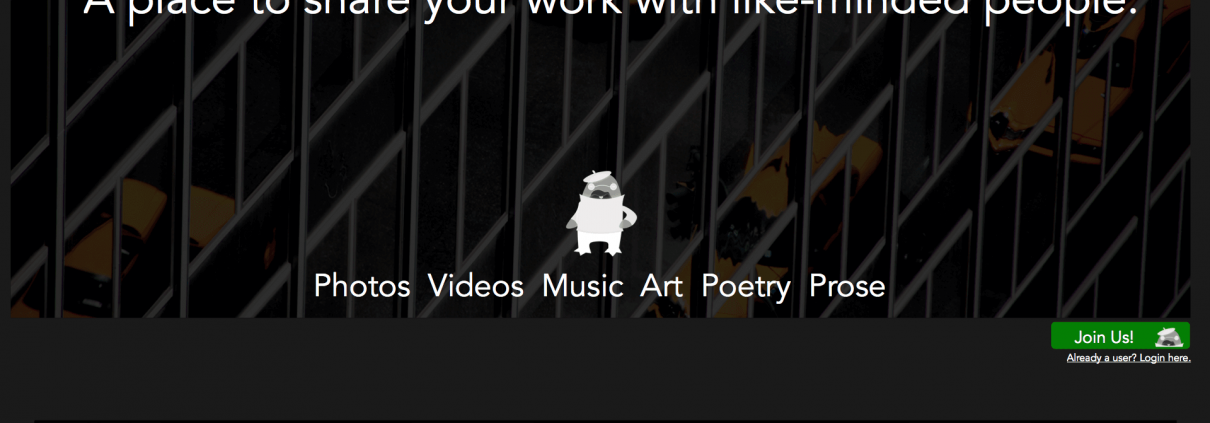 A place to share your work with like-minded people.
Photos Videos Music Art Poetry Prose
Join Us!
Already a user? Login here.